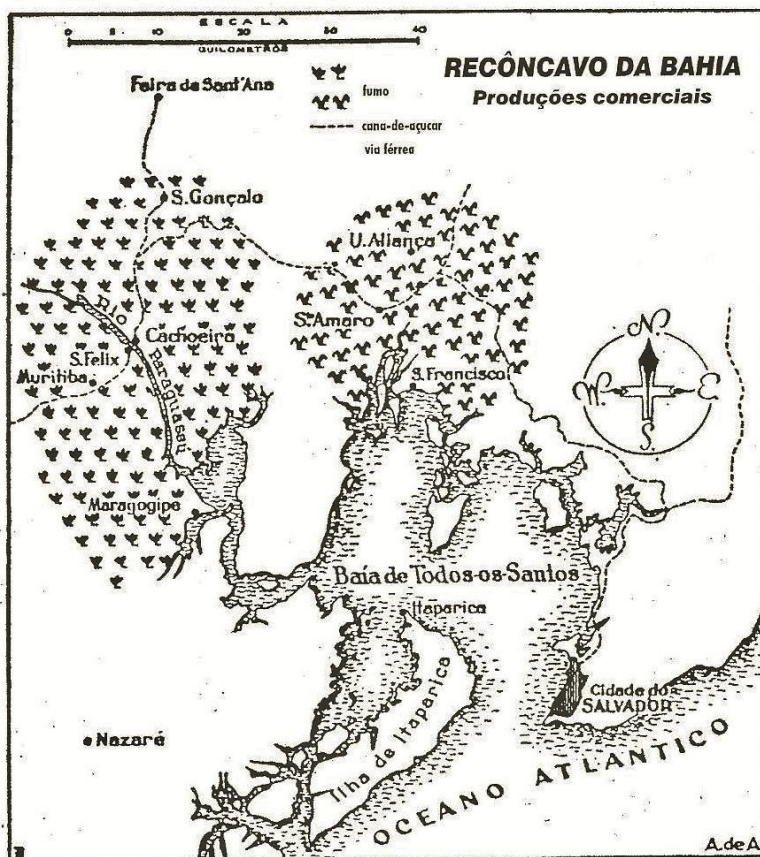 ESCALA
0 5 10 20 30 40
QUILOMETROS
RECÔNCAVO DA BAHIA
Produções comerciais
fumo
cana-de-açucar
via férrea
Feira de Sant'Ana
S. Gonçalo
U. Aliança
S. Amaro
Rio Paraguassu
Cachoeira
S. Felix
Muritiba
S. Francisco
N.
W. E.
S.
Maragogipe
Baía de Todos-os-Santos
Itaparica
Ilha de Itaparica
Cidade do
SALVADOR
Nazaré
OCEANO ATLANTICO
A. de A